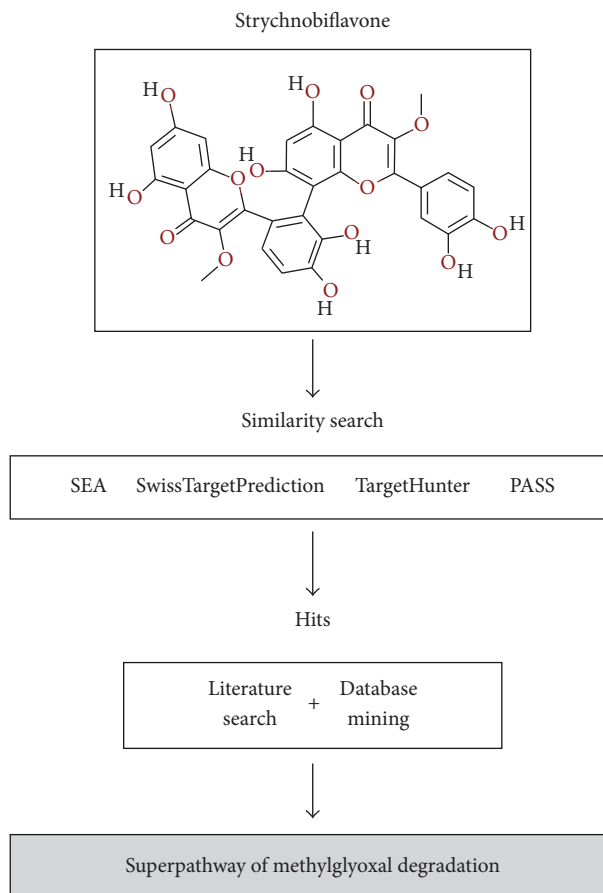 Strychnobiflavone
H
O
H
O
O
O
H
O
H
O
O
O
H
O
O
O
H
O
H
O
H
O
H
O
H
Similarity search
SEA SwissTargetPrediction TargetHunter PASS
Hits
Literature
search
+
Database
mining
Superpathway of methylglyoxal degradation